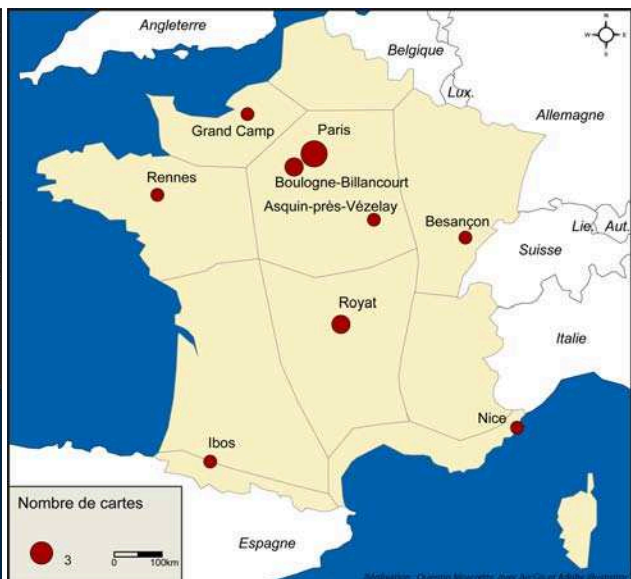 Angleterre
N
W E
S
Belgique
Lux.
Allemagne
Grand Camp
Paris
Rennes
Boulogne-Billancourt
Asquin-près-Vézelay
Besançon
Lie.
Aut.
Suisse
Royat
Italie
Nice
Ibos
Nombre de cartes
3
100km
Espagne